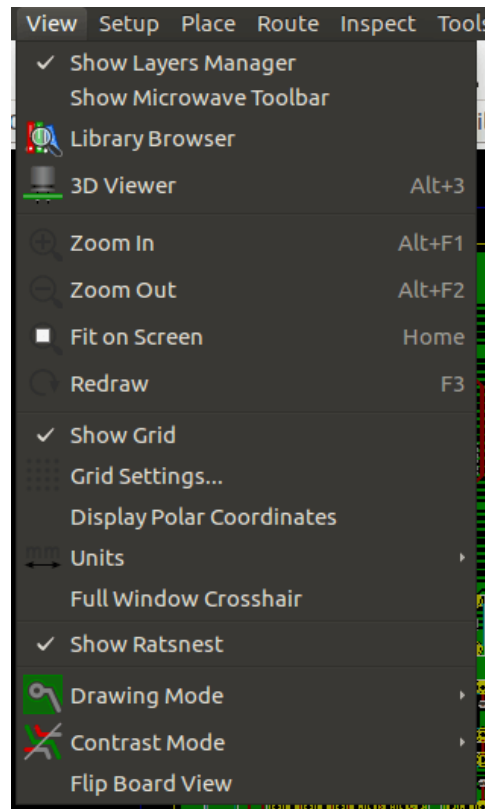 View Setup Place Route Inspect
Show Layers Manager
Show Microwave Toolbar
Library Browser
3D Viewer Alt+3
Zoom In Alt+F1
Zoom Out Alt+F2
Fit on Screen Home
Redraw F3
Show Grid
Grid Settings...
Display Polar Coordinates
mm Units
Full Window Crosshair
Show Ratsnest
Drawing Mode
Contrast Mode
Flip Board View